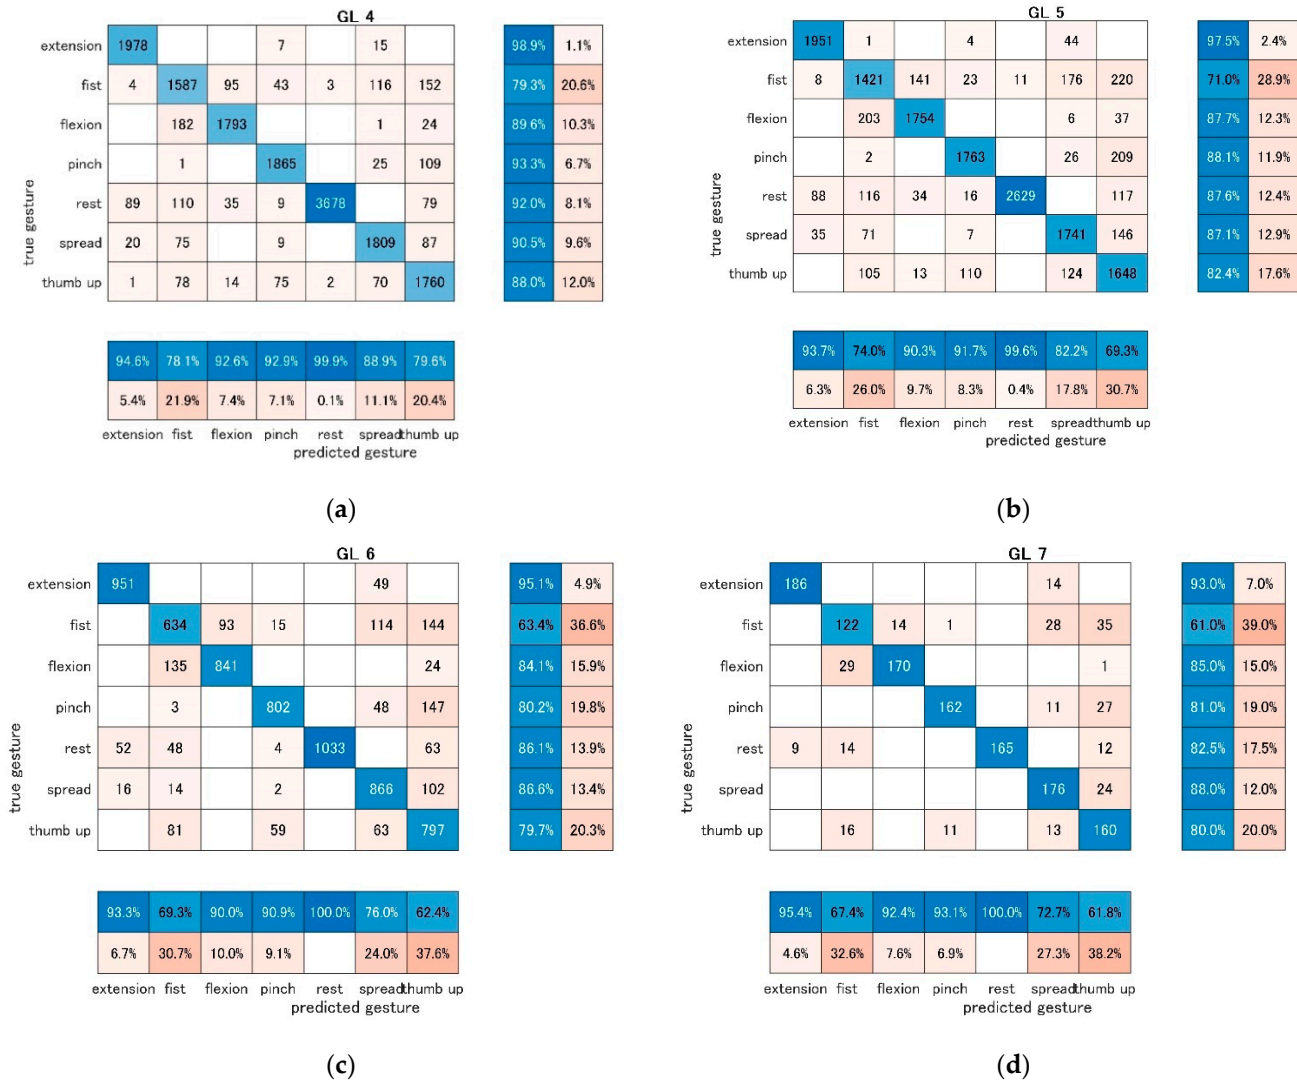 GL 4
extension 1978 7 15 98.9% 1.1%
fist 4 1587 95 43 3 116 152 79.3% 20.6%
flexion 182 1793 1 24 89.6% 10.3%
pinch 1 1865 25 109 93.3% 6.7%
rest 89 110 35 9 3678 79 92.0% 8.1%
spread 20 75 9 1809 87 90.5% 9.6%
thumb up 1 78 14 75 2 70 1760 88.0% 12.0%
true gesture
94.6% 78.1% 92.6% 92.9% 99.9% 88.9% 79.6%
5.4% 21.9% 7.4% 7.1% 0.1% 11.1% 20.4%
extension fist flexion pinch rest spread thumb up
predicted gesture
(a)
GL 5
extension 1951 1 4 44 97.5% 2.4%
fist 8 1421 141 23 11 176 220 71.0% 28.9%
flexion 203 1754 6 37 87.7% 12.3%
pinch 2 1763 26 209 88.1% 11.9%
rest 88 116 34 16 2629 117 87.6% 12.4%
spread 35 71 7 1741 146 87.1% 12.9%
thumb up 105 13 110 124 1648 82.4% 17.6%
true gesture
93.7% 74.0% 90.3% 91.7% 99.6% 82.2% 69.3%
6.3% 26.0% 9.7% 8.3% 0.4% 17.8% 30.7%
extension fist flexion pinch rest spread thumb up
predicted gesture
(b)
GL 6
extension 951 49 95.1% 4.9%
fist 634 93 15 114 144 63.4% 36.6%
flexion 135 841 24 84.1% 15.9%
pinch 3 802 48 147 80.2% 19.8%
rest 52 48 4 1033 63 86.1% 13.9%
spread 16 14 2 866 102 86.6% 13.4%
thumb up 81 59 63 797 79.7% 20.3%
true gesture
93.3% 69.3% 90.0% 90.9% 100.0% 76.0% 62.4%
6.7% 30.7% 10.0% 9.1% 24.0% 37.6%
extension fist flexion pinch rest spread thumb up
predicted gesture
(c)
GL 7
extension 186 14 93.0% 7.0%
fist 122 14 1 28 35 61.0% 39.0%
flexion 29 170 1 85.0% 15.0%
pinch 162 11 27 81.0% 19.0%
rest 9 14 165 12 82.5% 17.5%
spread 176 24 88.0% 12.0%
thumb up 16 11 13 160 80.0% 20.0%
true gesture
95.4% 67.4% 92.4% 93.1% 100.0% 72.7% 61.8%
4.6% 32.6% 7.6% 6.9% 27.3% 38.2%
extension fist flexion pinch rest spread thumb up
predicted gesture
(d)